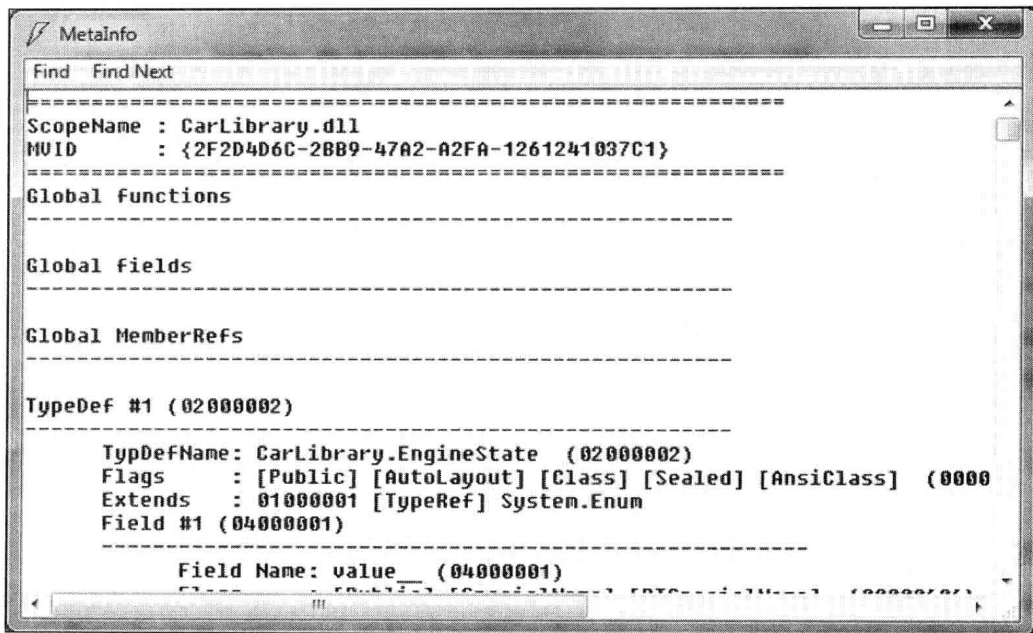 MetaInfo
Find Find Next
============================================================
ScopeName : CarLibrary.dll
MVID      : {2F2D4D6C-2BB9-47A2-A2FA-1261241037C1}
============================================================
Global functions
--------------------------------------------------------
Global fields
--------------------------------------------------------
Global MemberRefs
--------------------------------------------------------
TypeDef #1 (02000002)
--------------------------------------------------------
TypDefName: CarLibrary.EngineState  (02000002)
Flags     : [Public] [AutoLayout] [Class] [Sealed] [AnsiClass]  (0000
Extends   : 01000001 [TypeRef] System.Enum
Field #1 (04000001)
--------------------------------------------------------
Field Name: value__ (04000001)